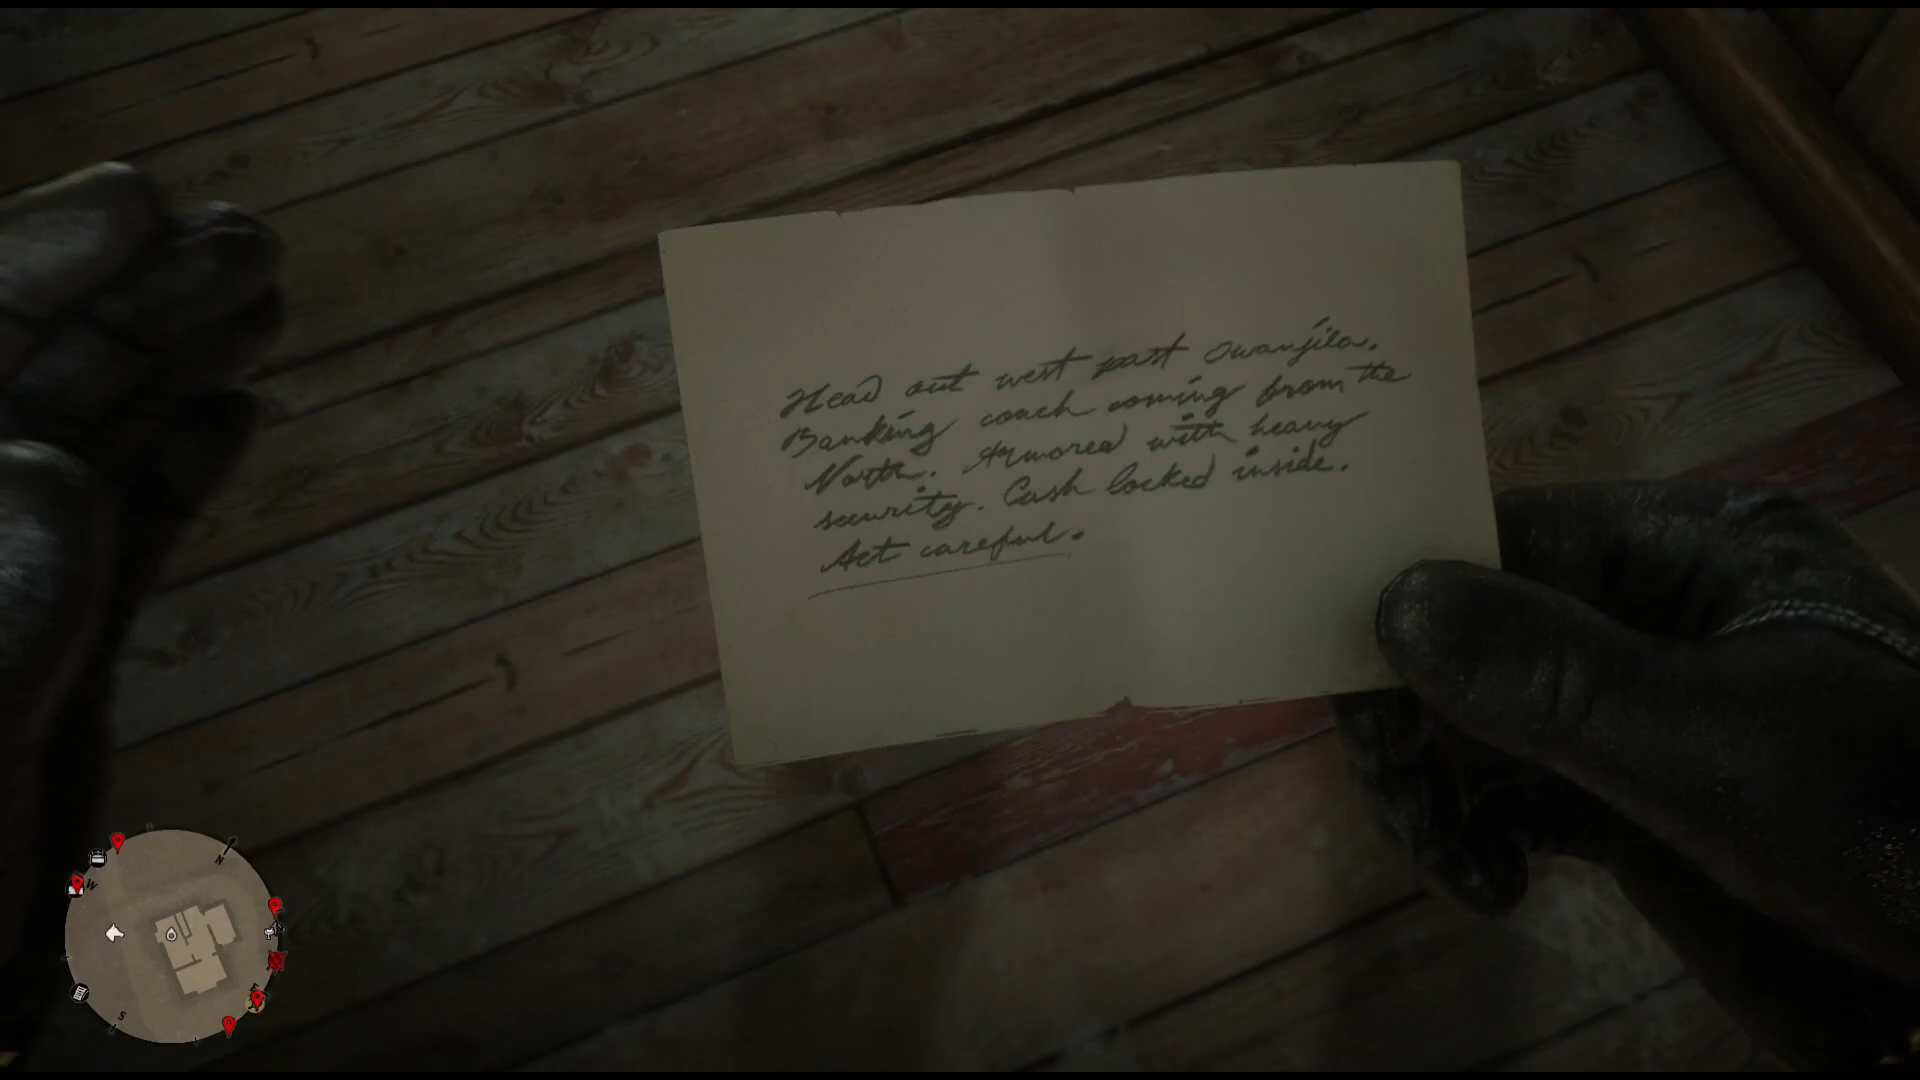 Head out west past Owanjila.
Banking coach coming from the
North. Armored with heavy
security. Cash locked inside.
Act careful.
N
W
S